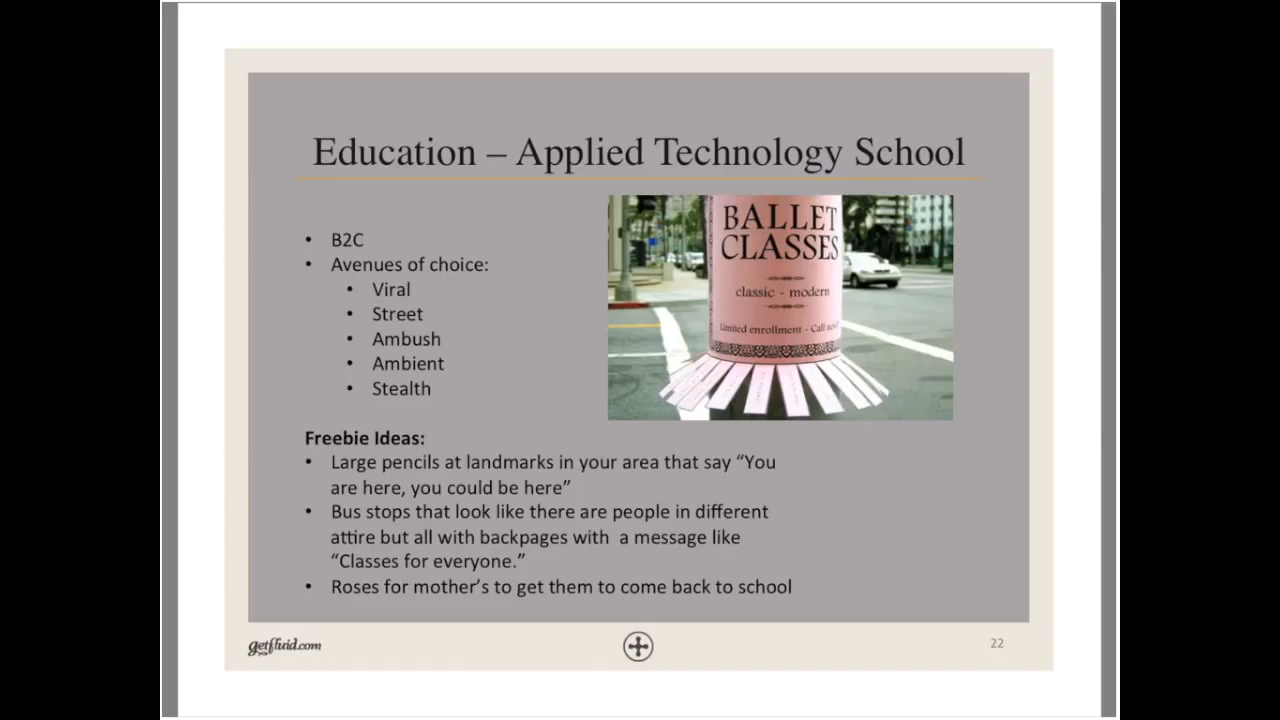 Education – Applied Technology School
• B2C
• Avenues of choice:
• Viral
• Street
• Ambush
• Ambient
• Stealth
BALLET
CLASSES
classic - modern
Limited enrollment - Call now
Freebie Ideas:
• Large pencils at landmarks in your area that say “You
are here, you could be here”
• Bus stops that look like there are people in different
attire but all with backpages with  a message like
“Classes for everyone.”
• Roses for mother’s to get them to come back to school
getfluid.com
22